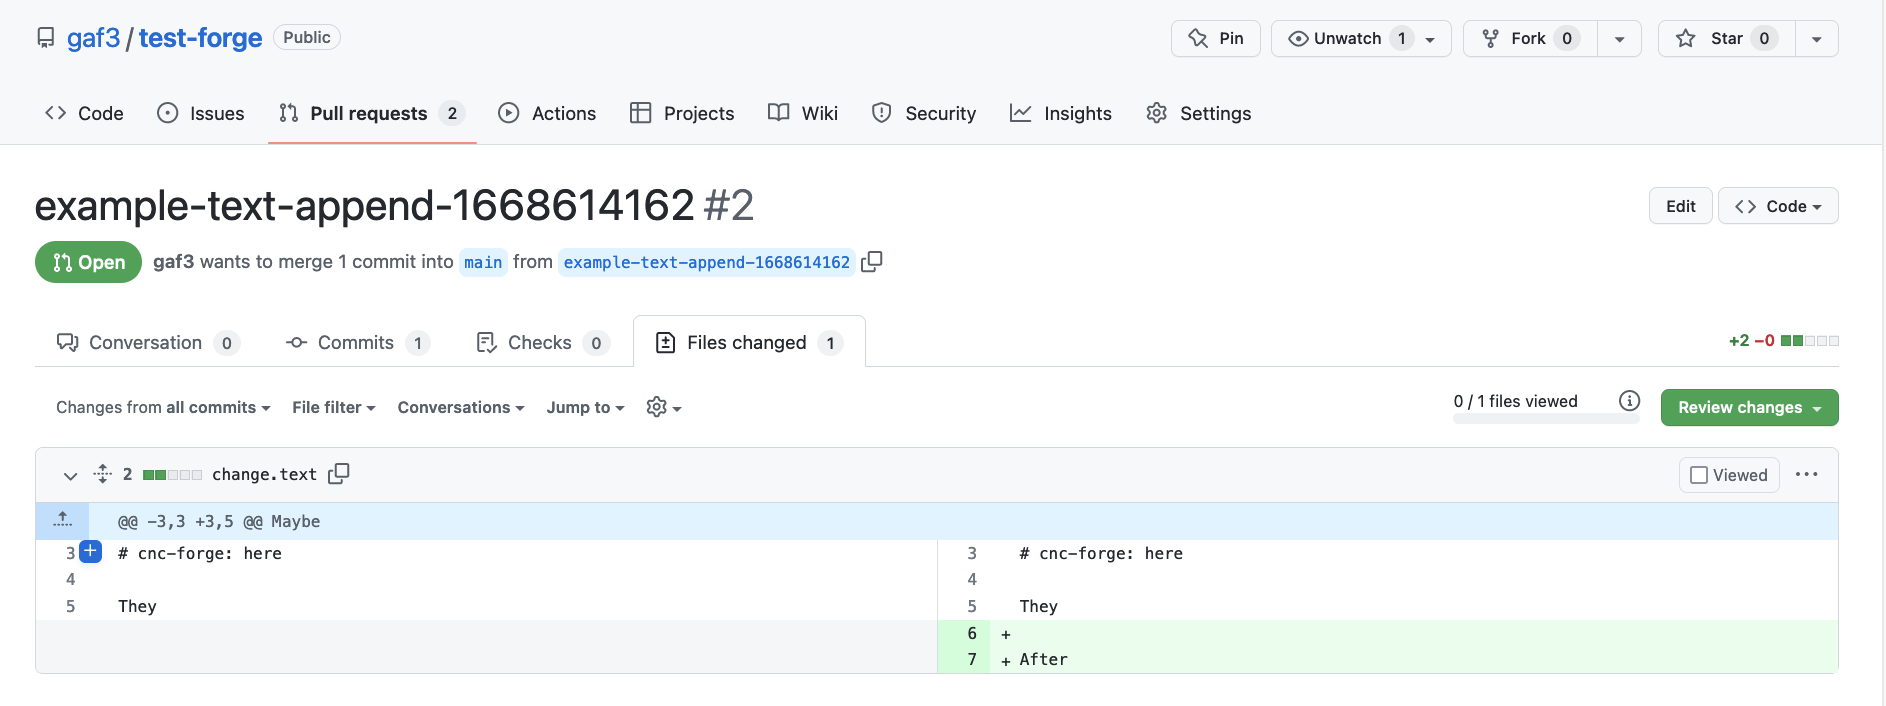 gaf3 / test-forge Public
Pin Unwatch 1 Fork 0 Star 0
Code Issues Pull requests 2 Actions Projects Wiki Security Insights Settings
example-text-append-1668614162 #2
Edit <> Code
Open gaf3 wants to merge 1 commit into main from example-text-append-1668614162
Conversation 0 Commits 1 Checks 0 Files changed 1
+2 −0
Changes from all commits File filter Conversations Jump to
0 / 1 files viewed Review changes
2 change.text Viewed
@@ -3,3 +3,5 @@ Maybe
3 # cnc-forge: here 3 # cnc-forge: here
4 4
5 They 5 They
6 +
7 + After